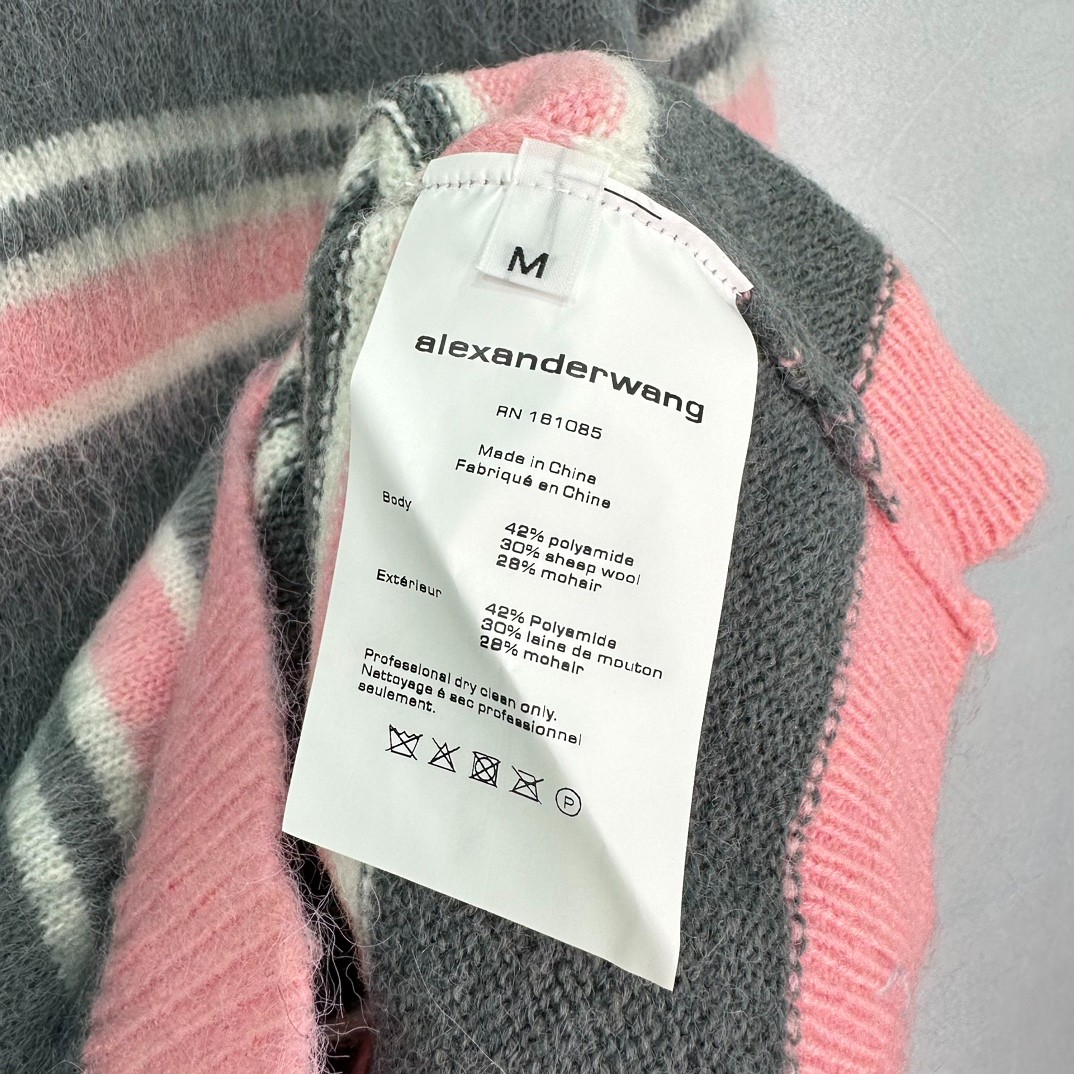 M
alexanderwang
RN 161085
Made in China
Fabriqué en Chine
Body
42% polyamide
30% sheep wool
28% mohair
Extérieur
42% Polyamide
30% laine de mouton
28% mohair
Professional dry clean only.
Nettoyage é sec professionnel
seulement.
P